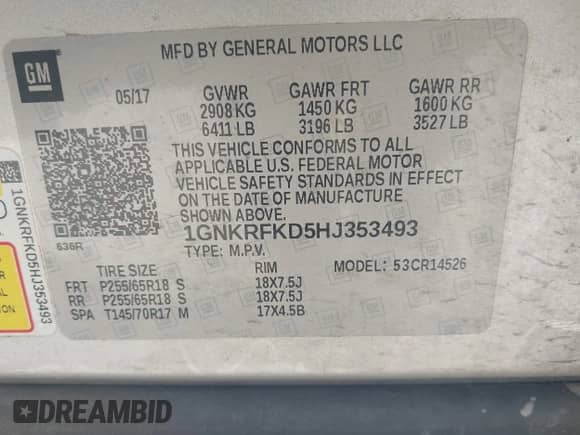 GM
MFD BY GENERAL MOTORS LLC
05/17 GVWR GAWR FRT GAWR RR
2908 KG 1450 KG 1600 KG
6411 LB 3196 LB 3527 LB
THIS VEHICLE CONFORMS TO ALL
APPLICABLE U.S. FEDERAL MOTOR
VEHICLE SAFETY STANDARDS IN EFFECT
ON THE DATE OF MANUFACTURE
SHOWN ABOVE.
636R
1GNKRFKD5HJ353493
TYPE: M.P.V.
TIRE SIZE RIM MODEL: 53CR14526
FRT P255/65R18 S 18X7.5J
RR P255/65R18 S 18X7.5J
SPA T145/70R17 M 17X4.5B
1GNKRFKD5HJ353493
DREAMBID